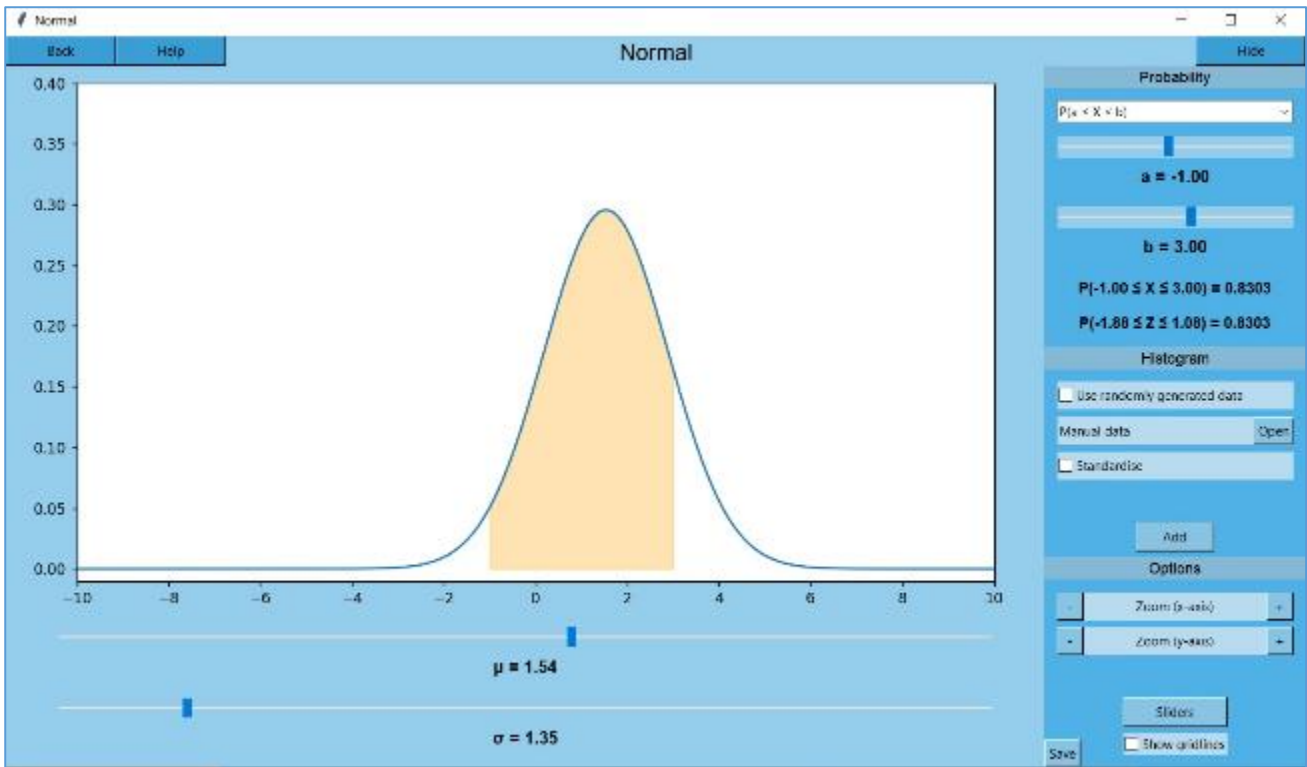 Normal
Back Help Normal Hide
0.40
0.35
0.30
0.25
0.20
0.15
0.10
0.05
0.00
−10 −8 −6 −4 −2 0 2 4 6 8 10
μ = 1.54
σ = 1.35
Probability
P(a ≤ X ≤ b)
a = -1.00
b = 3.00
P(-1.00 ≤ X ≤ 3.00) = 0.8303
P(-1.88 ≤ Z ≤ 1.08) = 0.8303
Histogram
Use randomly generated data
Manual data Open
Standardise
Add
Options
- Zoom (x-axis) +
- Zoom (y-axis) +
Sliders
Show gridlines
Save